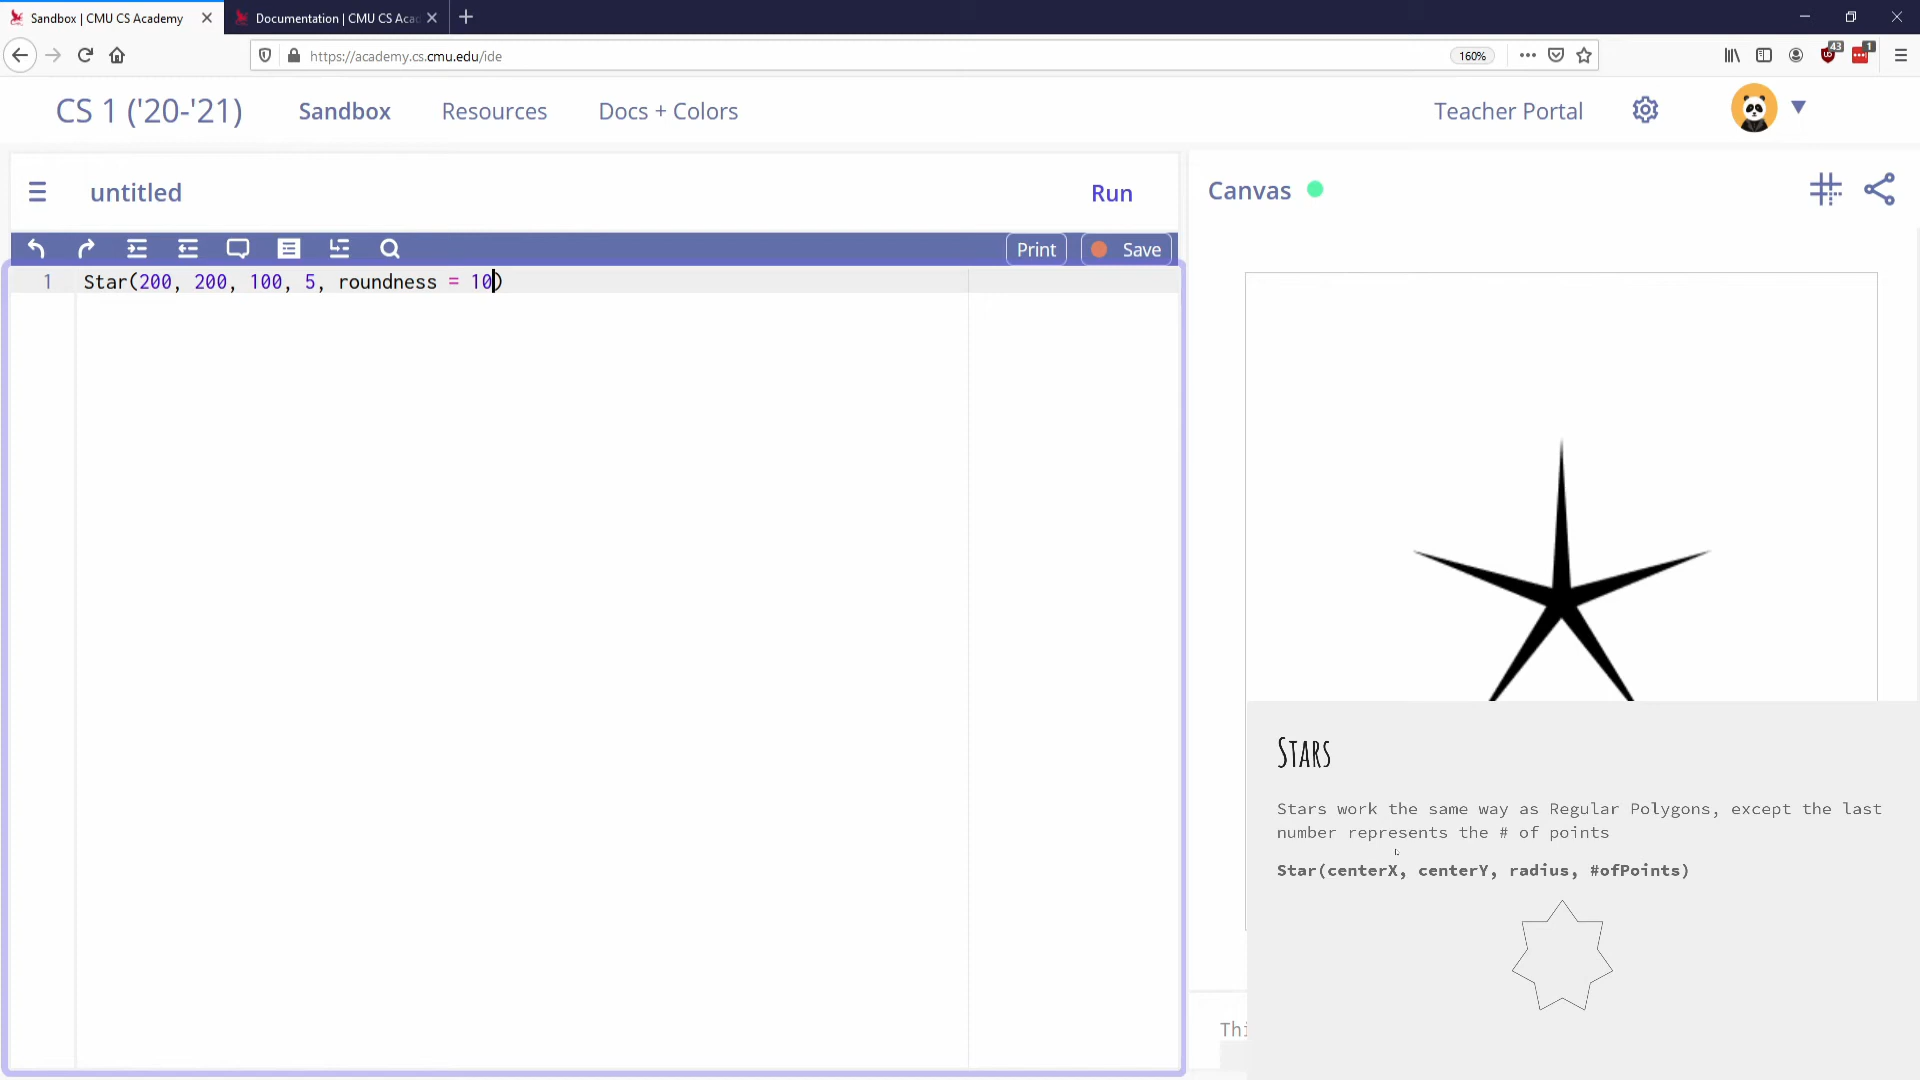 Sandbox | CMU CS Academy
Documentation | CMU CS Aca
https://academy.cs.cmu.edu/ide
160%
43
1
CS 1 ('20-'21)
Sandbox
Resources
Docs + Colors
Teacher Portal
untitled
Run
Canvas
Print
Save
1
Star(200, 200, 100, 5, roundness = 10)
Stars
Stars work the same way as Regular Polygons, except the last
number represents the # of points
Star(centerX, centerY, radius, #ofPoints)
Thi